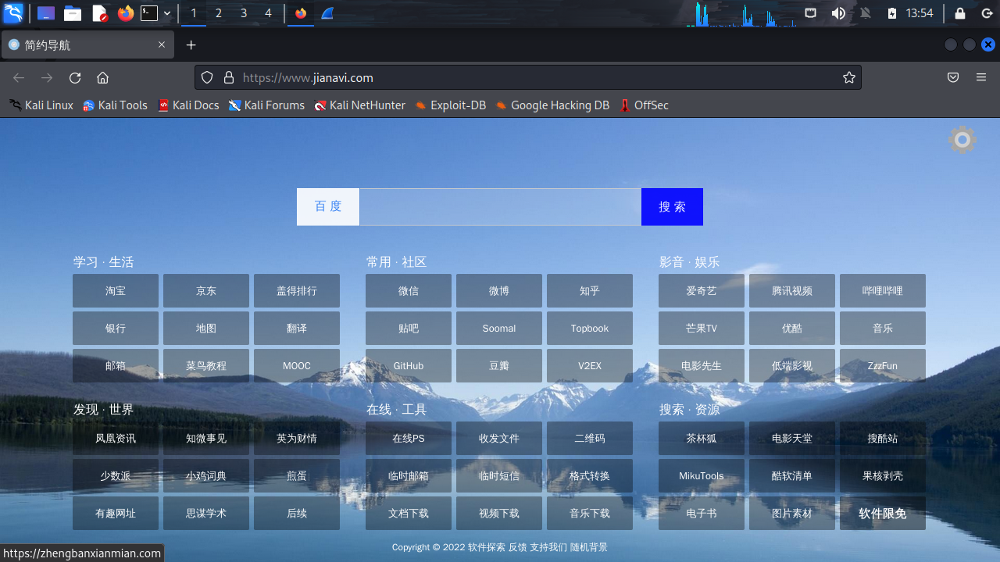 1 2 3 4 13:54
简约导航
https://www.jianavi.com
Kali Linux Kali Tools Kali Docs Kali Forums Kali NetHunter Exploit-DB Google Hacking DB OffSec
百 度 搜 索
学习 · 生活 常用 · 社区 影音 · 娱乐
淘宝 京东 盖得排行 微信 微博 知乎 爱奇艺 腾讯视频 哔哩哔哩
银行 地图 翻译 贴吧 Soomal Topbook 芒果TV 优酷 音乐
邮箱 菜鸟教程 MOOC GitHub 豆瓣 V2EX 电影先生 低端影视 ZzzFun
发现 · 世界 在线 · 工具 搜索 · 资源
凤凰资讯 知微事见 英为财情 在线PS 收发文件 二维码 茶杯狐 电影天堂 搜酷站
少数派 小鸡词典 煎蛋 临时邮箱 临时短信 格式转换 MikuTools 酷软清单 果核剥壳
有趣网址 思谋学术 后续 文档下载 视频下载 音乐下载 电子书 图片素材 软件限免
Copyright © 2022 软件探索 反馈 支持我们 随机背景
https://zhengbanxianmian.com